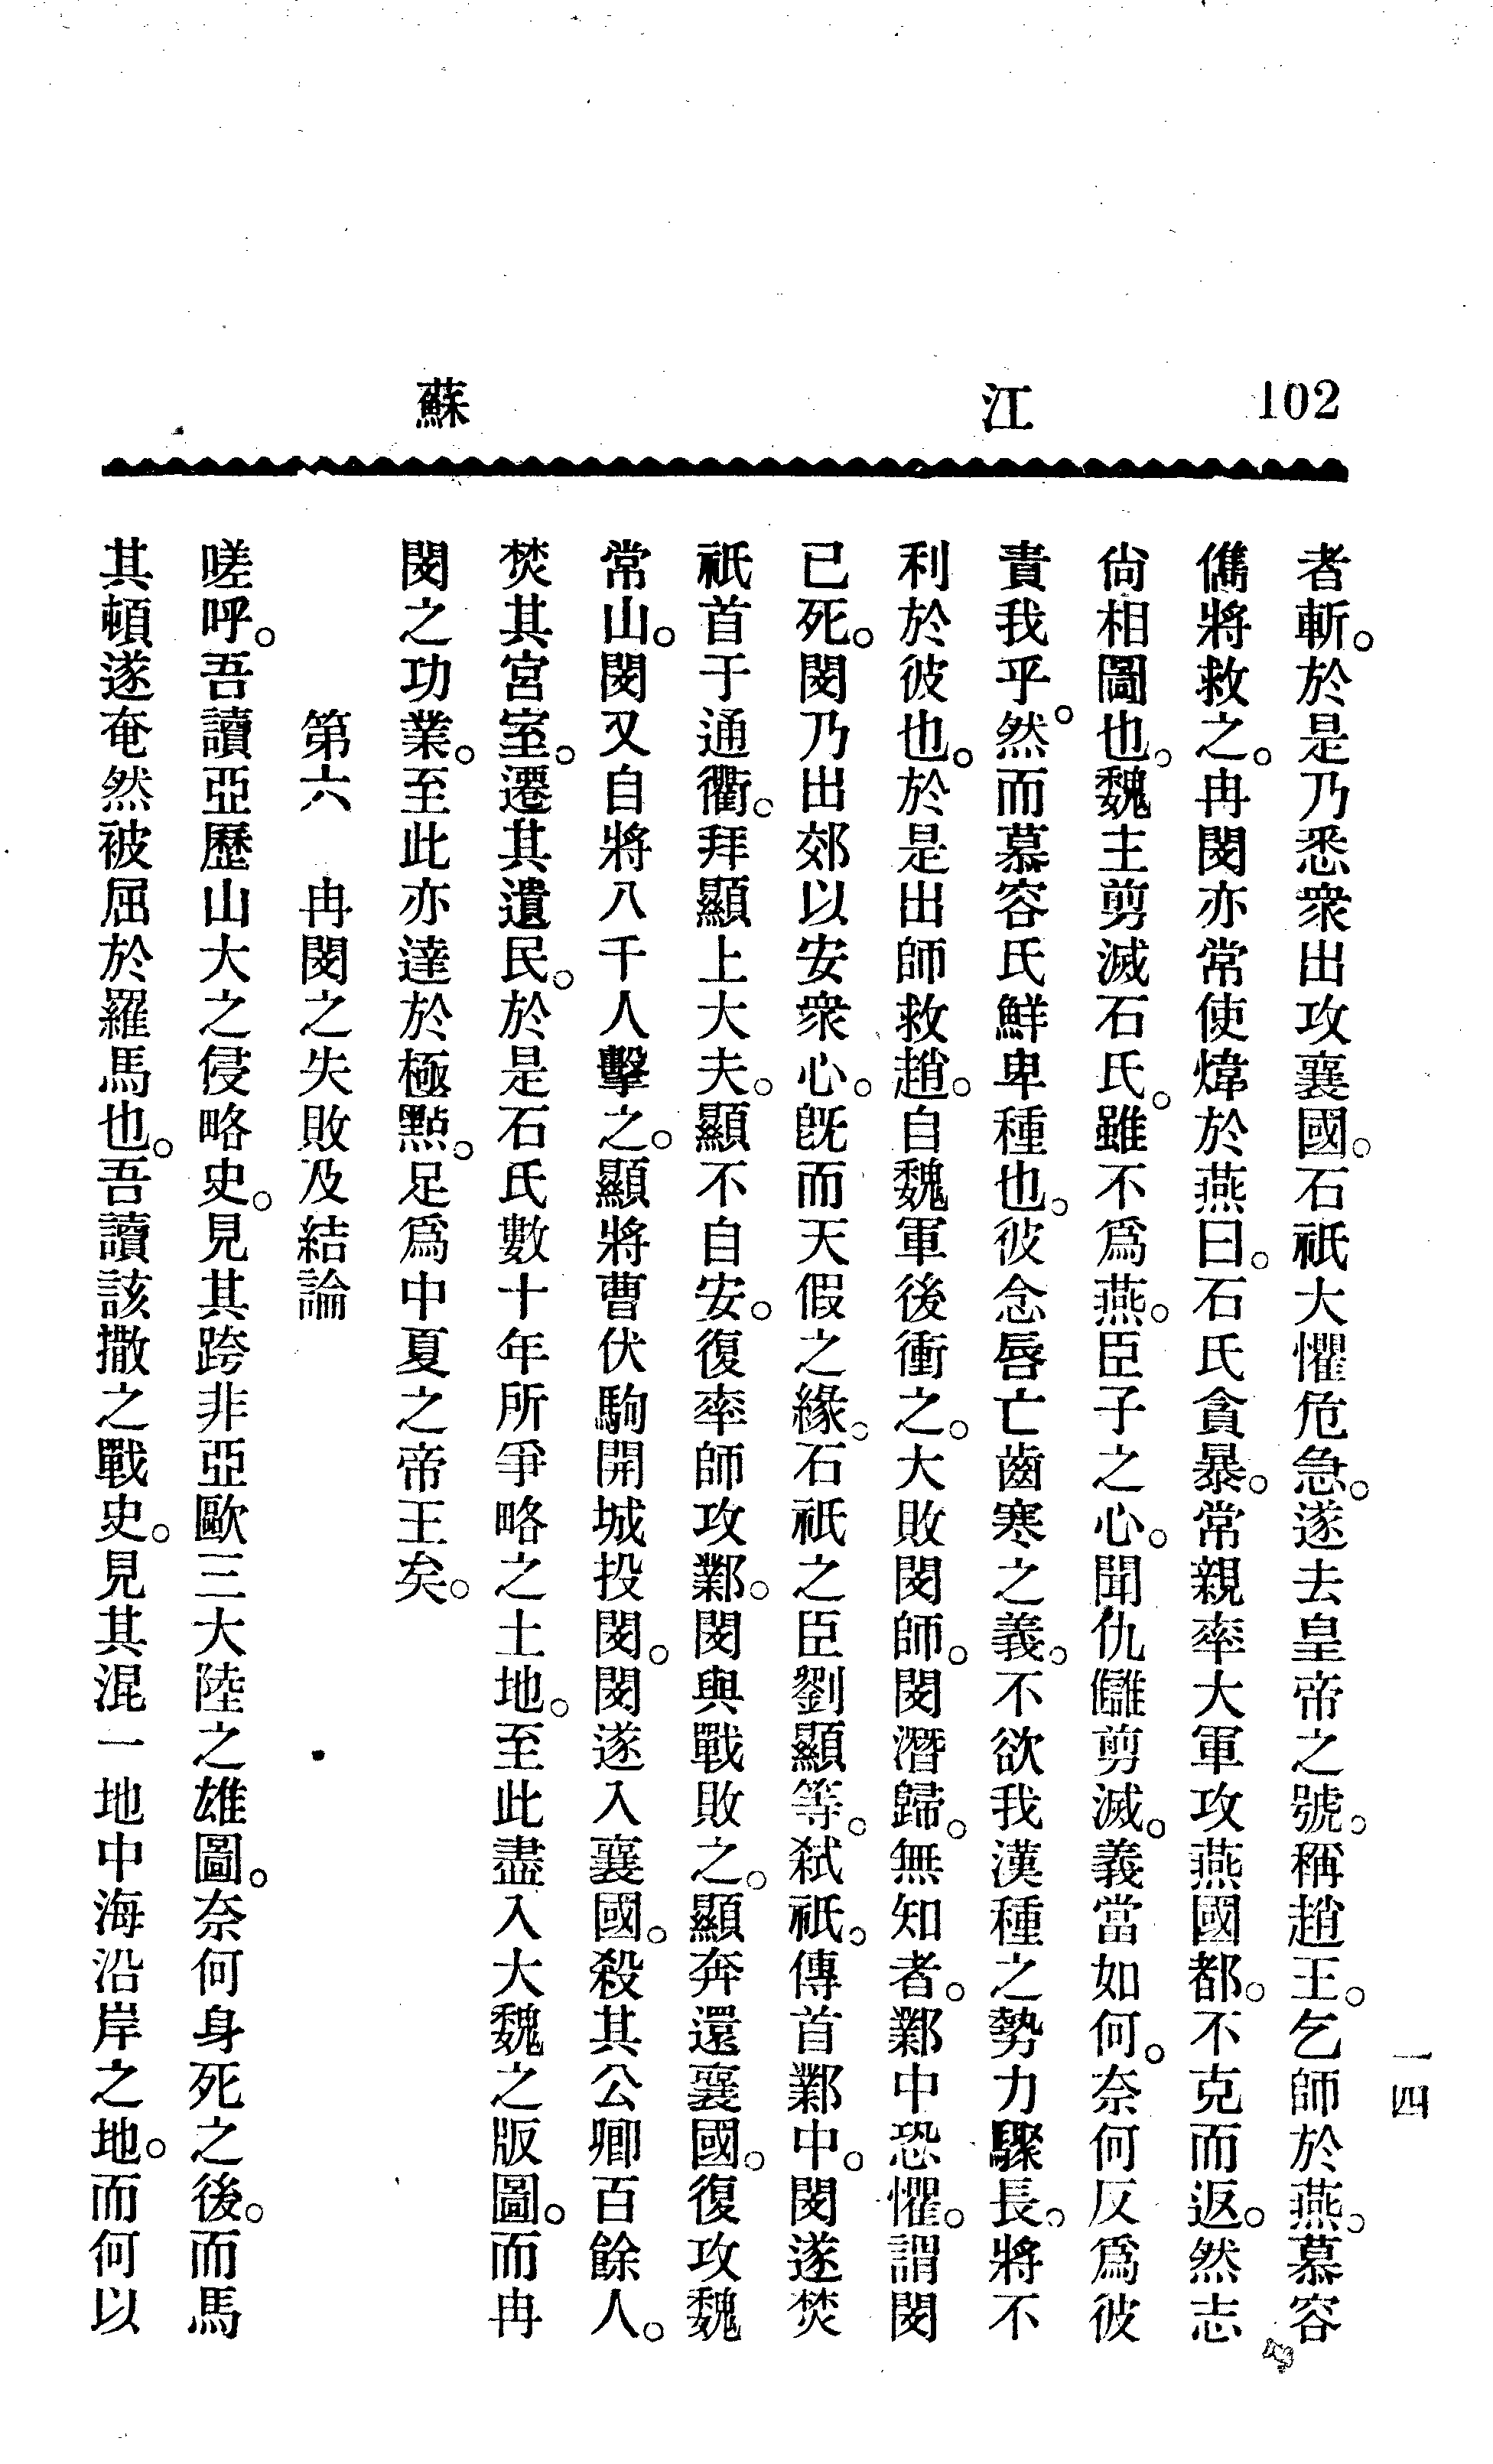 102
江蘇
者斬。於是乃悉衆出攻襄國。石祇大懼危急。遂去皇帝之號。稱趙王。乞師於燕。慕容
儁將救之。冉閔亦常使煒於燕曰。石氏貪暴。常親率大軍攻燕國都。不克而返。然志
尙相圖也。魏主剪滅石氏。雖不爲燕。臣子之心。聞仇讎剪滅。義當如何。奈何反爲彼
責我乎。然而慕容氏鮮卑種也。彼念唇亡齒寒之義。不欲我漢種之勢力驟長。將不
利於彼也。於是出師救趙。自魏軍後衝之。大敗閔師。閔潛歸。無知者。鄴中恐懼。謂閔
已死。閔乃出郊以安衆心。旣而天假之緣。石祇之臣劉顯等。弑祇。傳首鄴中。閔遂焚
祇首于通衢。拜顯上大夫。顯不自安。復率師攻鄴。閔與戰敗之。顯奔還襄國。復攻魏
常山。閔又自將八千人擊之。顯將曹伏駒開城投閔。閔遂入襄國。殺其公卿百餘人。
焚其宮室。遷其遺民。於是石氏數十年所爭略之土地。至此盡入大魏之版圖。而冉
閔之功業。至此亦達於極點。足爲中夏之帝王矣。
第六　冉閔之失敗及結論
嗟呼。吾讀亞歷山大之侵略史。見其跨非亞歐三大陸之雄圖。奈何身死之後。而馬
其頓遂奄然被屈於羅馬也。吾讀該撒之戰史。見其混一地中海沿岸之地。而何以
一四